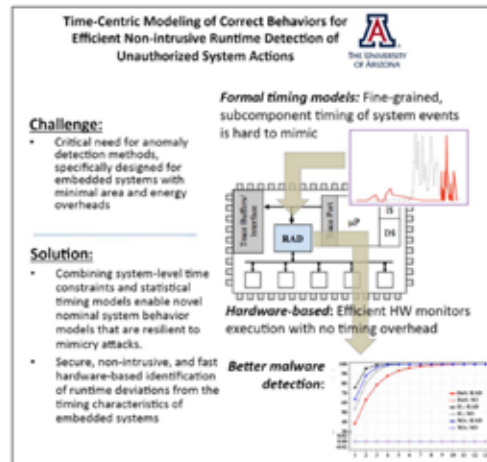 Time-Centric Modeling of Correct Behaviors for
Efficient Non-intrusive Runtime Detection of
Unauthorized System Actions
A
THE UNIVERSITY
OF ARIZONA
Formal timing models: Fine-grained,
subcomponent timing of system events
is hard to mimic
Challenge:
• Critical need for anomaly
detection methods,
specifically designed for
embedded systems with
minimal area and energy
overheads
Trace Buffer/
Interface
Trace Port
μP
I$
D$
RAD
Solution:
• Combining system-level time
constraints and statistical
timing models enable novel
nominal system behavior
models that are resilient to
mimicry attacks.
• Secure, non-intrusive, and fast
hardware-based identification
of runtime deviations from the
timing characteristics of
embedded systems
Hardware-based: Efficient HW monitors
execution with no timing overhead
Better malware
detection: